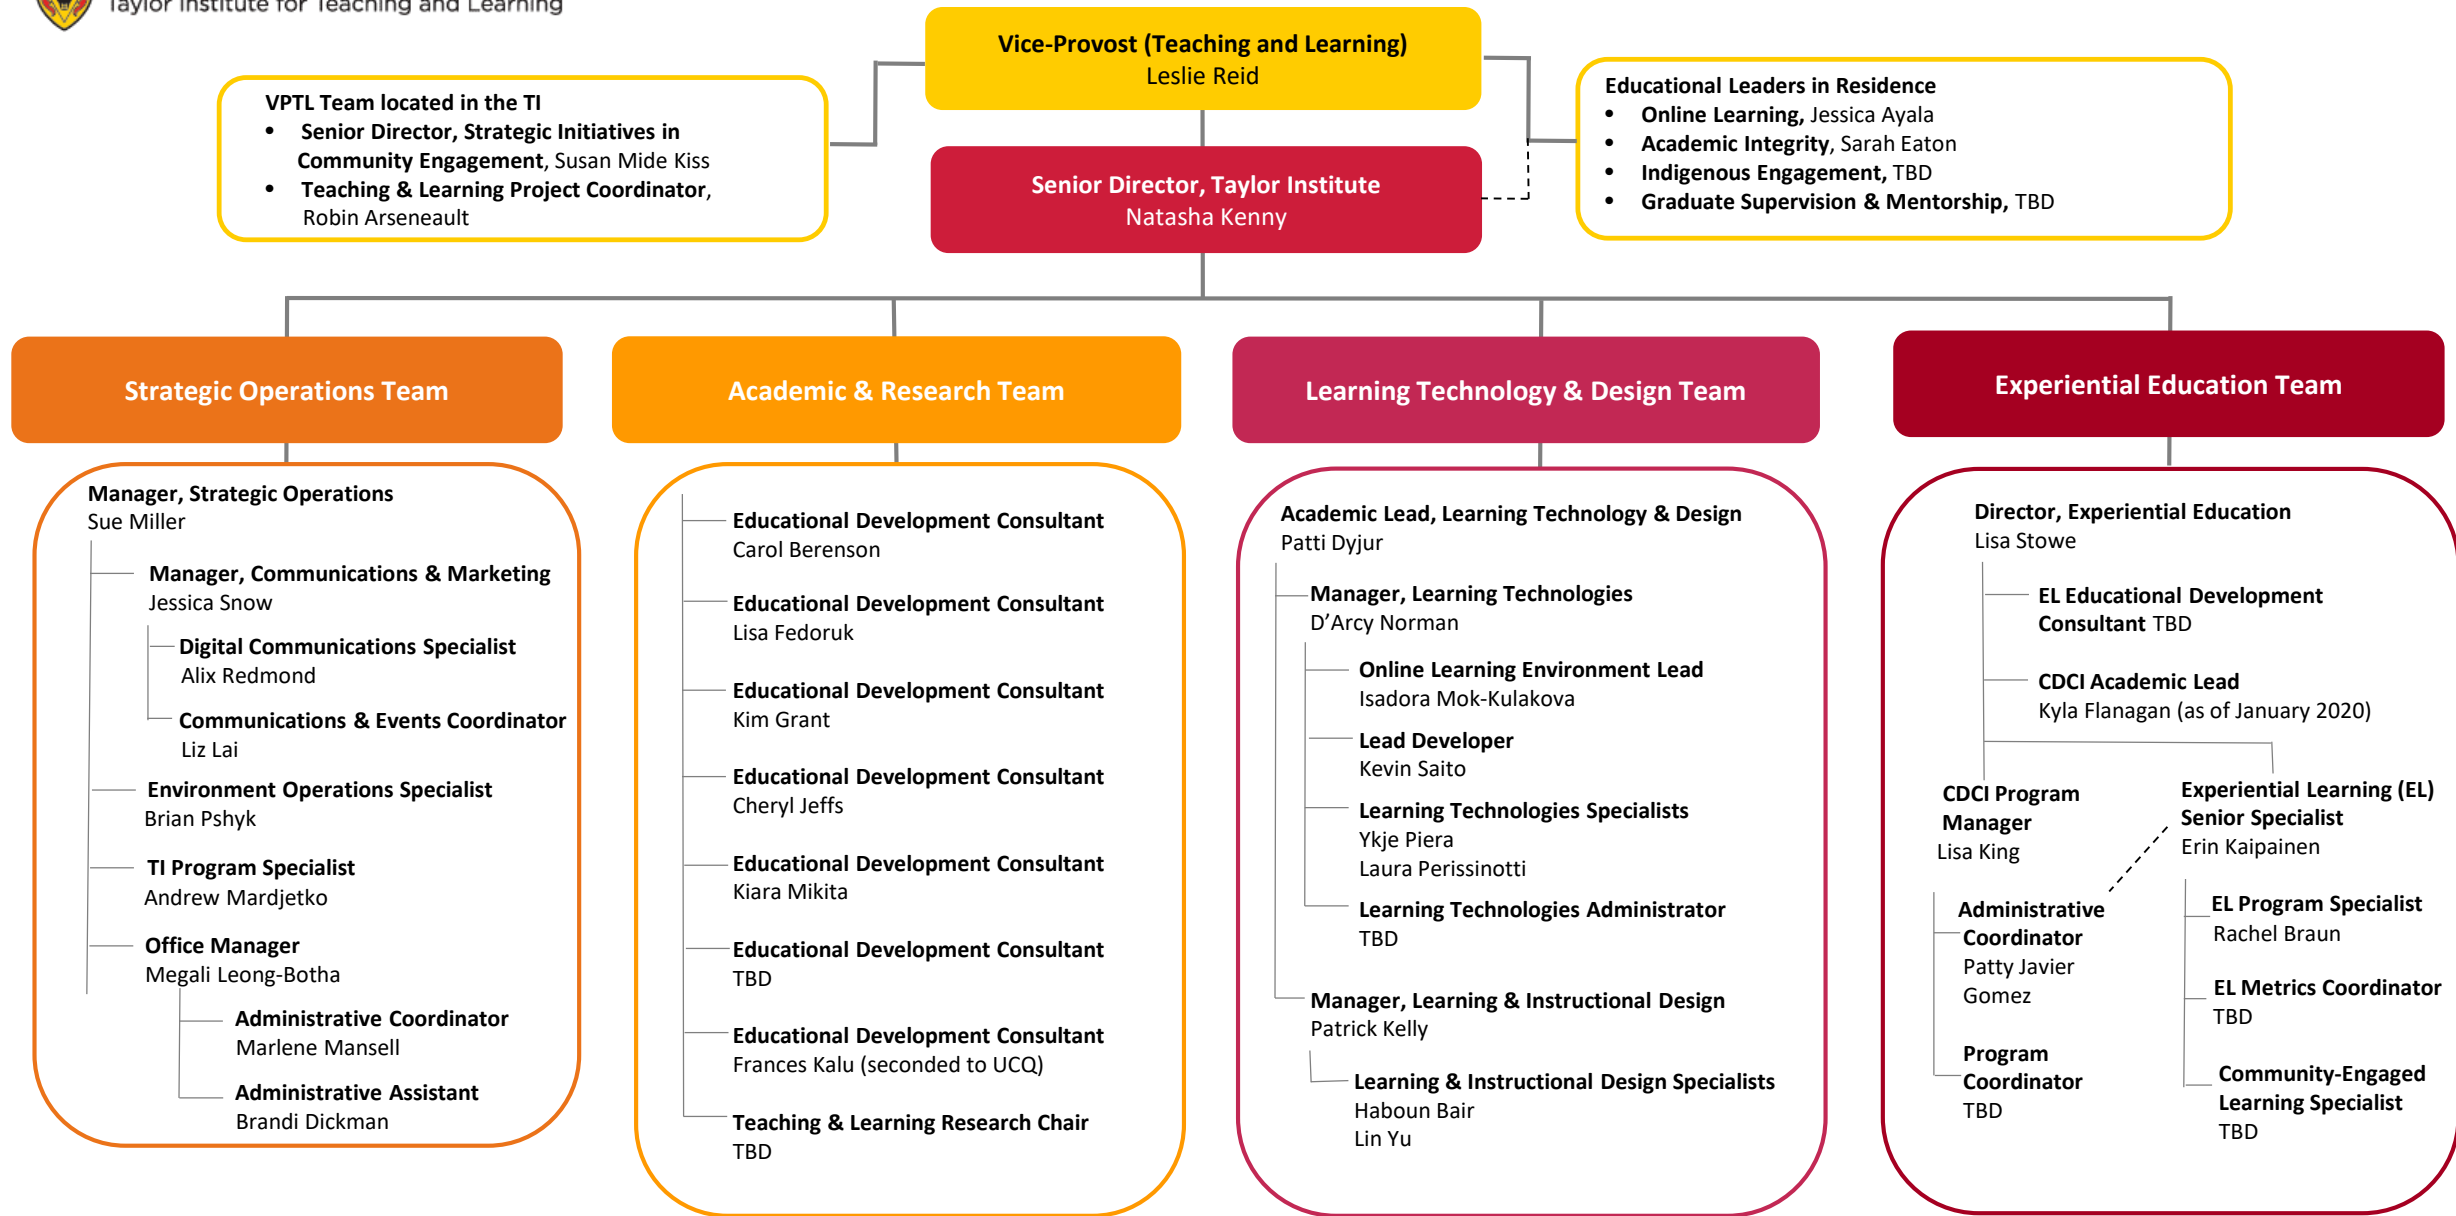 Taylor Institute for Teaching and Learning
Vice-Provost (Teaching and Learning)
Leslie Reid
VPTL Team located in the TI
• Senior Director, Strategic Initiatives in
Community Engagement, Susan Mide Kiss
• Teaching & Learning Project Coordinator,
Robin Arseneault
Educational Leaders in Residence
• Online Learning, Jessica Ayala
• Academic Integrity, Sarah Eaton
• Indigenous Engagement, TBD
• Graduate Supervision & Mentorship, TBD
Senior Director, Taylor Institute
Natasha Kenny
Strategic Operations Team
Manager, Strategic Operations
Sue Miller
Manager, Communications & Marketing
Jessica Snow
Digital Communications Specialist
Alix Redmond
Communications & Events Coordinator
Liz Lai
Environment Operations Specialist
Brian Pshyk
TI Program Specialist
Andrew Mardjetko
Office Manager
Megali Leong-Botha
Administrative Coordinator
Marlene Mansell
Administrative Assistant
Brandi Dickman
Academic & Research Team
Educational Development Consultant
Carol Berenson
Educational Development Consultant
Lisa Fedoruk
Educational Development Consultant
Kim Grant
Educational Development Consultant
Cheryl Jeffs
Educational Development Consultant
Kiara Mikita
Educational Development Consultant
TBD
Educational Development Consultant
Frances Kalu (seconded to UCQ)
Teaching & Learning Research Chair
TBD
Learning Technology & Design Team
Academic Lead, Learning Technology & Design
Patti Dyjur
Manager, Learning Technologies
D’Arcy Norman
Online Learning Environment Lead
Isadora Mok-Kulakova
Lead Developer
Kevin Saito
Learning Technologies Specialists
Ykje Piera
Laura Perissinotti
Learning Technologies Administrator
TBD
Manager, Learning & Instructional Design
Patrick Kelly
Learning & Instructional Design Specialists
Haboun Bair
Lin Yu
Experiential Education Team
Director, Experiential Education
Lisa Stowe
EL Educational Development
Consultant TBD
CDCI Academic Lead
Kyla Flanagan (as of January 2020)
CDCI Program
Manager
Lisa King
Administrative
Coordinator
Patty Javier
Gomez
Program
Coordinator
TBD
Experiential Learning (EL)
Senior Specialist
Erin Kaipainen
EL Program Specialist
Rachel Braun
EL Metrics Coordinator
TBD
Community-Engaged
Learning Specialist
TBD